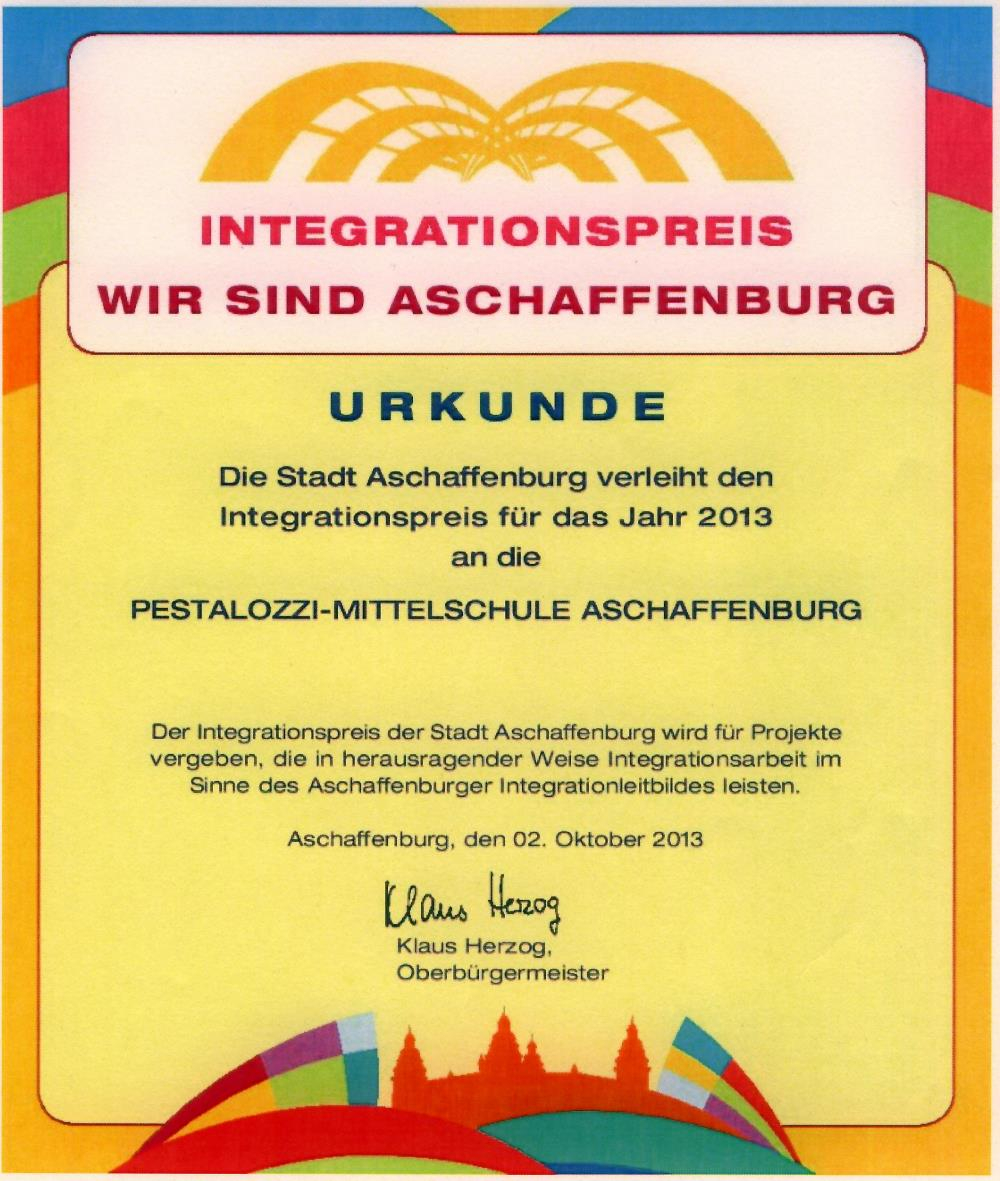 INTEGRATIONSPREIS
WIR SIND ASCHAFFENBURG
URKUNDE
Die Stadt Aschaffenburg verleiht den
Integrationspreis für das Jahr 2013
an die
PESTALOZZI-MITTELSCHULE ASCHAFFENBURG
Der Integrationspreis der Stadt Aschaffenburg wird für Projekte
vergeben, die in herausragender Weise Integrationsarbeit im
Sinne des Aschaffenburger Integrationleitbildes leisten.
Aschaffenburg, den 02. Oktober 2013
Klaus Herzog
Klaus Herzog,
Oberbürgermeister